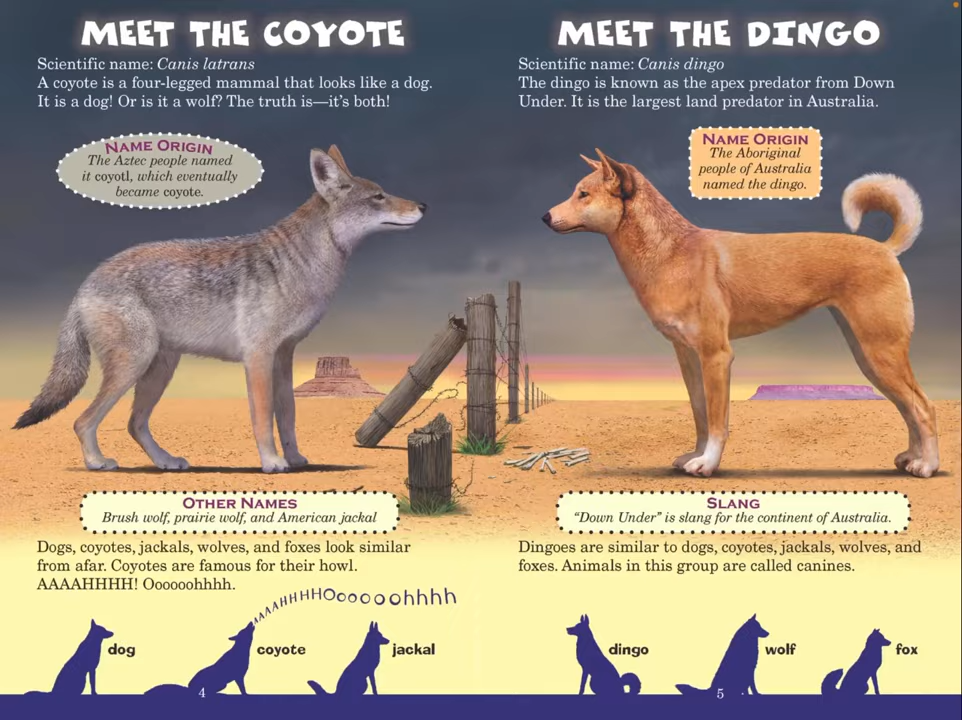 MEET THE COYOTE
Scientific name: Canis latrans
A coyote is a four-legged mammal that looks like a dog.
It is a dog! Or is it a wolf? The truth is—it's both!
NAME ORIGIN
The Aztec people named
it coyotl, which eventually
became coyote.
OTHER NAMES
Brush wolf, prairie wolf, and American jackal
Dogs, coyotes, jackals, wolves, and foxes look similar
from afar. Coyotes are famous for their howl.
AAAAHHHH! Oooooohhhh.
AAAAHHHHOooooohhhh
dog
coyote
jackal
4
MEET THE DINGO
Scientific name: Canis dingo
The dingo is known as the apex predator from Down
Under. It is the largest land predator in Australia.
NAME ORIGIN
The Aboriginal
people of Australia
named the dingo.
SLANG
"Down Under" is slang for the continent of Australia.
Dingoes are similar to dogs, coyotes, jackals, wolves, and
foxes. Animals in this group are called canines.
dingo
wolf
fox
5